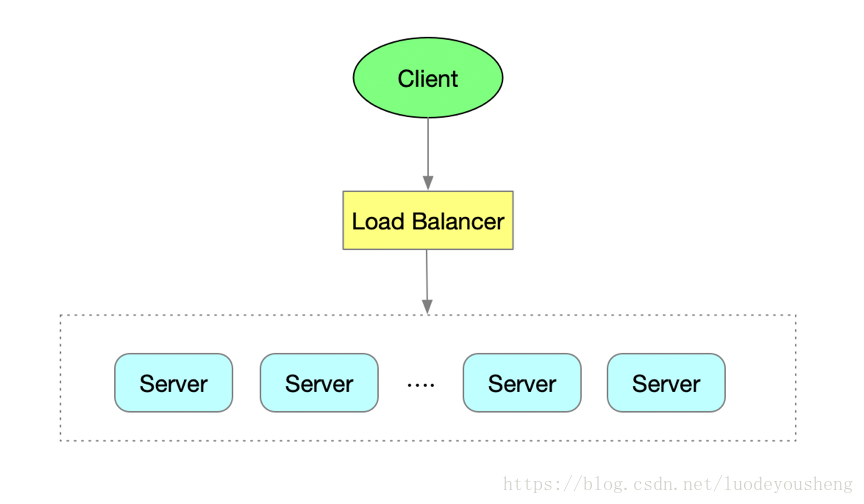 Client
Load Balancer
Server Server .... Server Server
https://blog.csdn.net/luodeyousheng